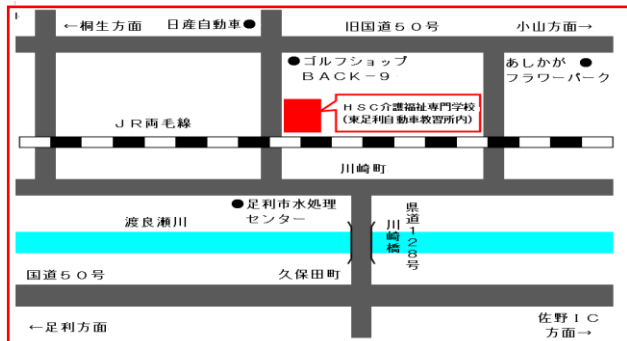 ←桐生方面
日産自動車●
旧国道50号
小山方面→
●ゴルフショップ
BACK-9
あしかが ●
フラワーパーク
HSC介護福祉専門学校
(東足利自動車教習所内)
JR両毛線
川崎町
●足利市水処理
センター
渡良瀬川
川崎橋
県道128号
国道50号
久保田町
←足利方面
佐野IC
方面→